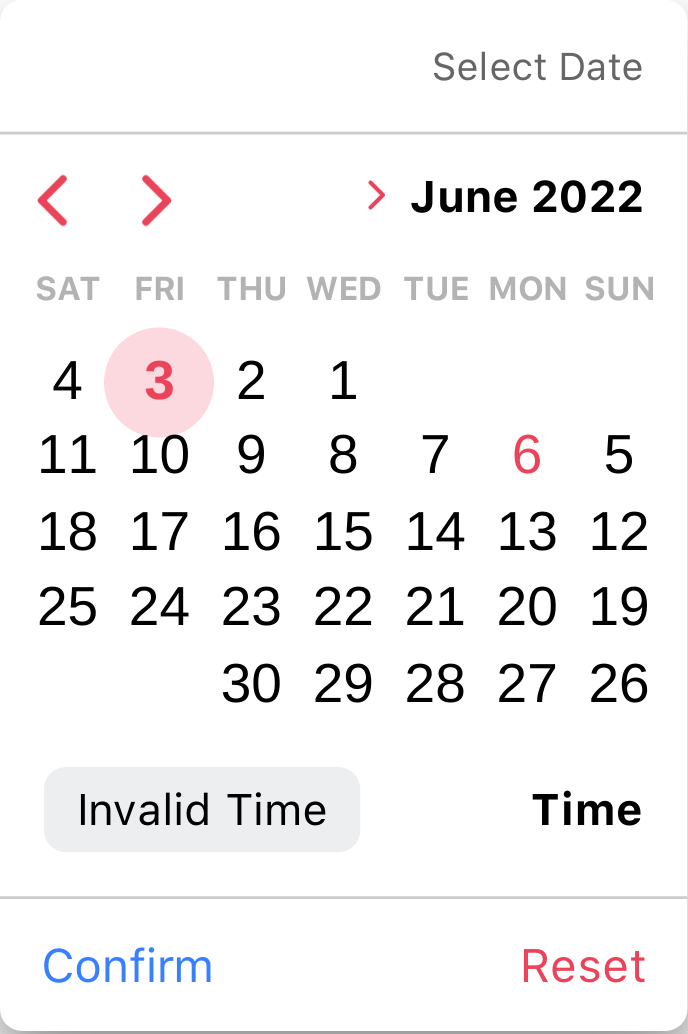 Select Date
June 2022
SAT FRI THU WED TUE MON SUN
4 3 2 1
11 10 9 8 7 6 5
18 17 16 15 14 13 12
25 24 23 22 21 20 19
30 29 28 27 26
Invalid Time Time
Confirm Reset